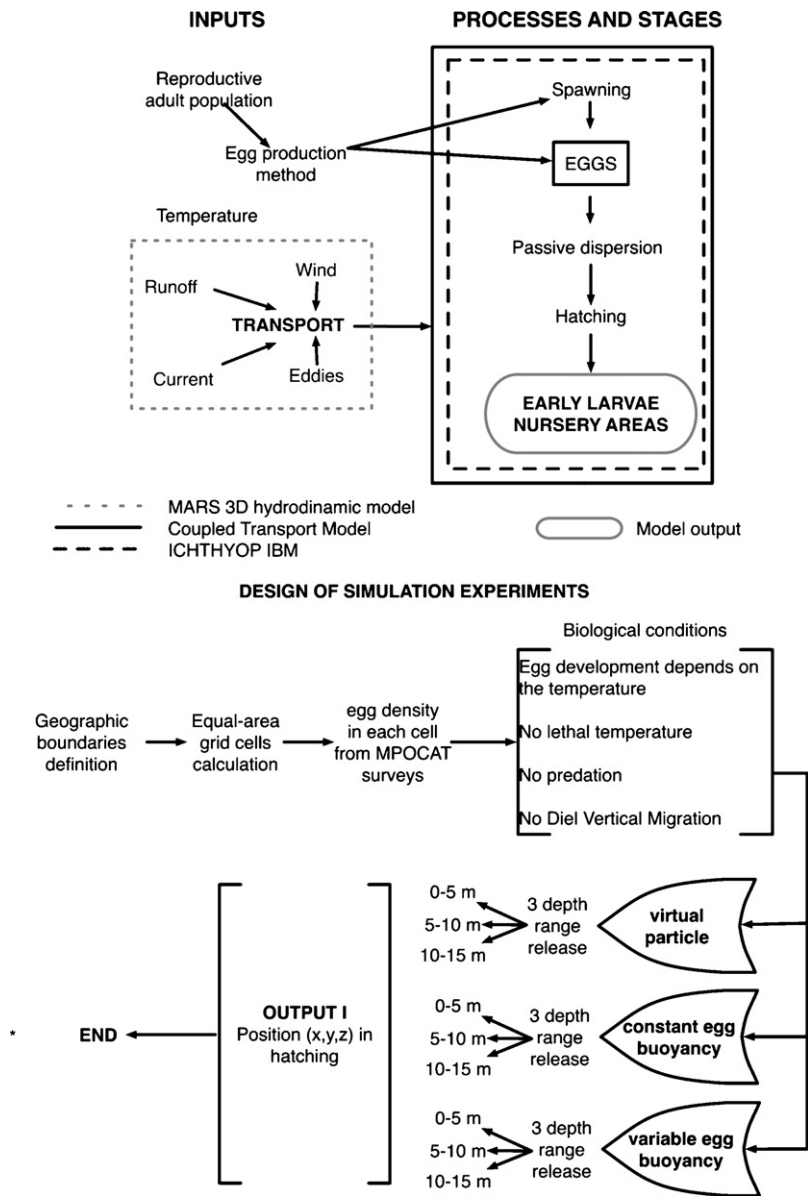 INPUTS
PROCESSES AND STAGES
Reproductive
adult population
Egg production
method
Spawning
EGGS
Passive dispersion
Hatching
EARLY LARVAE
NURSERY AREAS
Temperature
Wind
Runoff
TRANSPORT
Current
Eddies
MARS 3D hydrodinamic model
Coupled Transport Model
ICHTHYOP IBM
Model output
DESIGN OF SIMULATION EXPERIMENTS
Geographic
boundaries
definition
Equal-area
grid cells
calculation
egg density
in each cell
from MPOCAT
surveys
Biological conditions
Egg development depends on
the temperature
No lethal temperature
No predation
No Diel Vertical Migration
virtual
particle
3 depth
range
release
0-5 m
5-10 m
10-15 m
constant egg
buoyancy
3 depth
range
release
0-5 m
5-10 m
10-15 m
variable egg
buoyancy
3 depth
range
release
0-5 m
5-10 m
10-15 m
OUTPUT I
Position (x,y,z) in
hatching
END
*